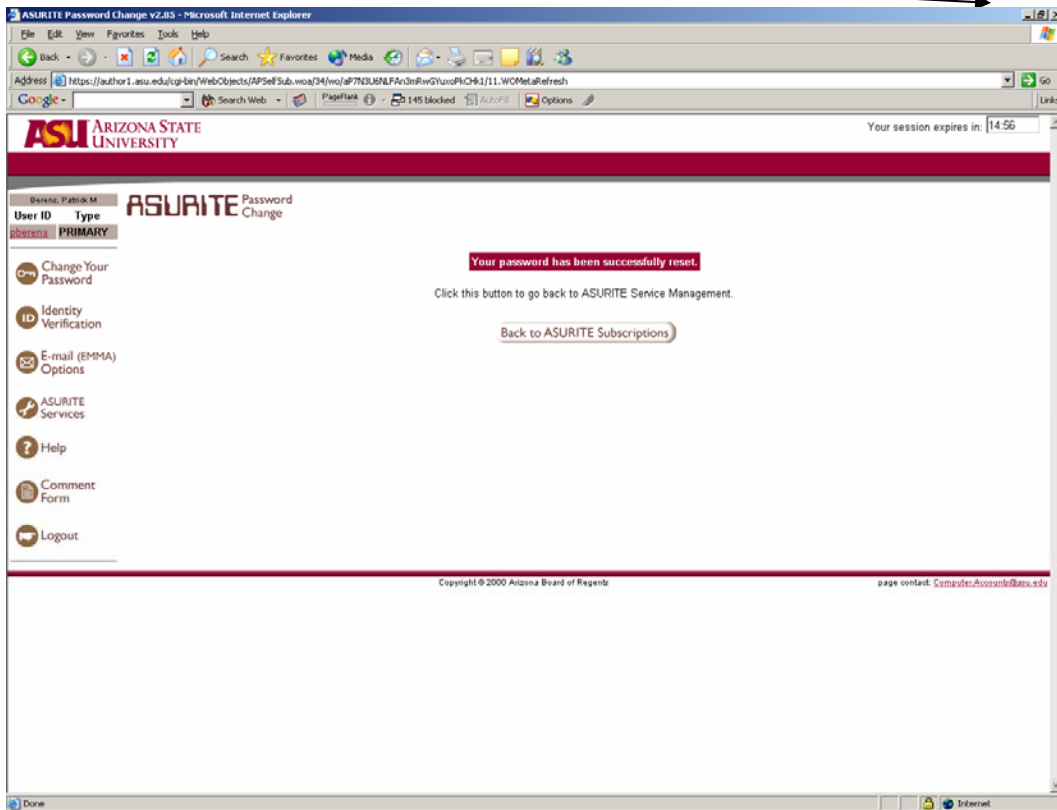 ASURITE Password Change v2.85 - Microsoft Internet Explorer
File Edit View Favorites Tools Help
Back Search Favorites Media
Address https://author1.asu.edu/cgi-bin/WebObjects/APSelfSub.woa/34/wo/aP7N3U6NLFAn3mRwGYuxoPkCHk1/11.WOMetaRefresh Go
Google Search Web PageRank 145 blocked AutoFill Options Links
ASU ARIZONA STATE
UNIVERSITY
Your session expires in: 14:56
Berens, Patrick M
User ID Type
pberens PRIMARY
ASURITE Password
Change
Your password has been successfully reset.
Click this button to go back to ASURITE Service Management.
Back to ASURITE Subscriptions
Change Your
Password
ID Identity
Verification
E-mail (EMMA)
Options
ASURITE
Services
? Help
Comment
Form
Logout
Copyright © 2000 Arizona Board of Regents
page contact: Computer.Accounts@asu.edu
Done
Internet